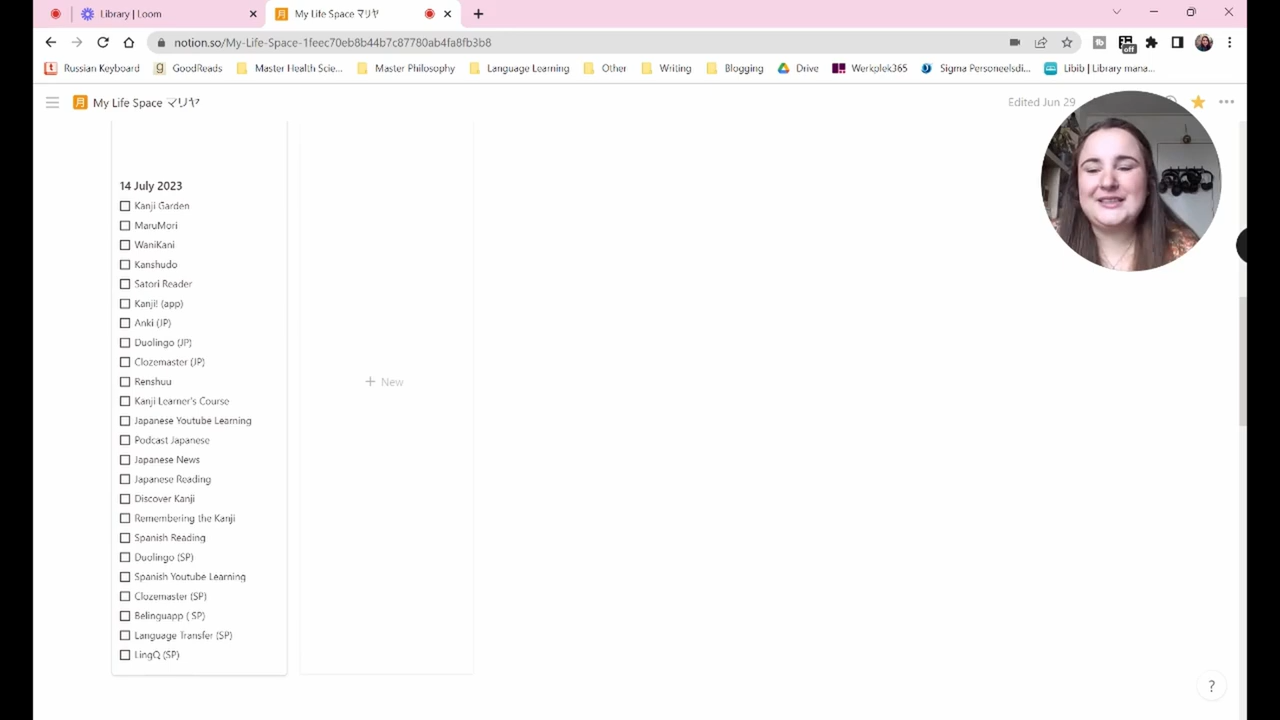 Library | Loom
My Life Space マリヤ
notion.so/My-Life-Space-1feec70eb8b44b7c87780ab4fa8fb3b8
off
Russian Keyboard
GoodReads
Master Health Scie...
Master Philosophy
Language Learning
Other
Writing
Blogging
Drive
Werkplek365
Sigma Personeelsdi...
Libib | Library mana...
月 My Life Space マリヤ
Edited Jun 29
14 July 2023
Kanji Garden
MaruMori
WaniKani
Kanshudo
Satori Reader
Kanji! (app)
Anki (JP)
Duolingo (JP)
Clozemaster (JP)
Renshuu
+ New
Kanji Learner's Course
Japanese Youtube Learning
Podcast Japanese
Japanese News
Japanese Reading
Discover Kanji
Remembering the Kanji
Spanish Reading
Duolingo (SP)
Spanish Youtube Learning
Clozemaster (SP)
Belinguapp ( SP)
Language Transfer (SP)
LingQ (SP)
?